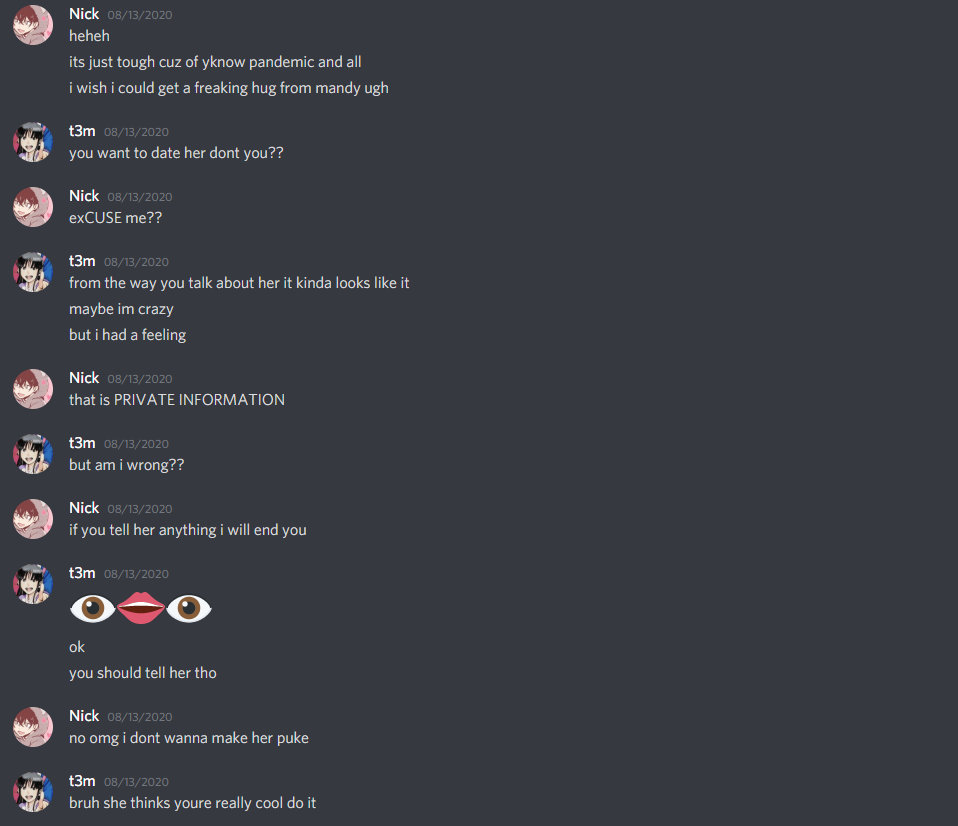 Nick 08/13/2020
heheh
its just tough cuz of yknow pandemic and all
i wish i could get a freaking hug from mandy ugh
t3m 08/13/2020
you want to date her dont you??
Nick 08/13/2020
exCUSE me??
t3m 08/13/2020
from the way you talk about her it kinda looks like it
maybe im crazy
but i had a feeling
Nick 08/13/2020
that is PRIVATE INFORMATION
t3m 08/13/2020
but am i wrong??
Nick 08/13/2020
if you tell her anything i will end you
t3m 08/13/2020
👁👄👁
ok
you should tell her tho
Nick 08/13/2020
no omg i dont wanna make her puke
t3m 08/13/2020
bruh she thinks youre really cool do it